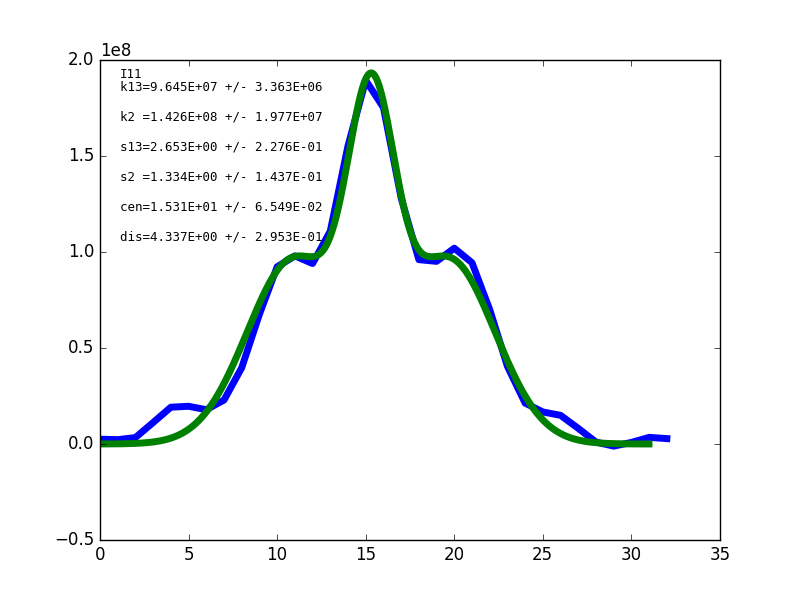 1e8
2.0
I11
k13=9.645E+07 +/- 3.363E+06
k2 =1.426E+08 +/- 1.977E+07
1.5
s13=2.653E+00 +/- 2.276E-01
s2 =1.334E+00 +/- 1.437E-01
cen=1.531E+01 +/- 6.549E-02
dis=4.337E+00 +/- 2.953E-01
1.0
0.5
0.0
−0.5
0 5 10 15 20 25 30 35